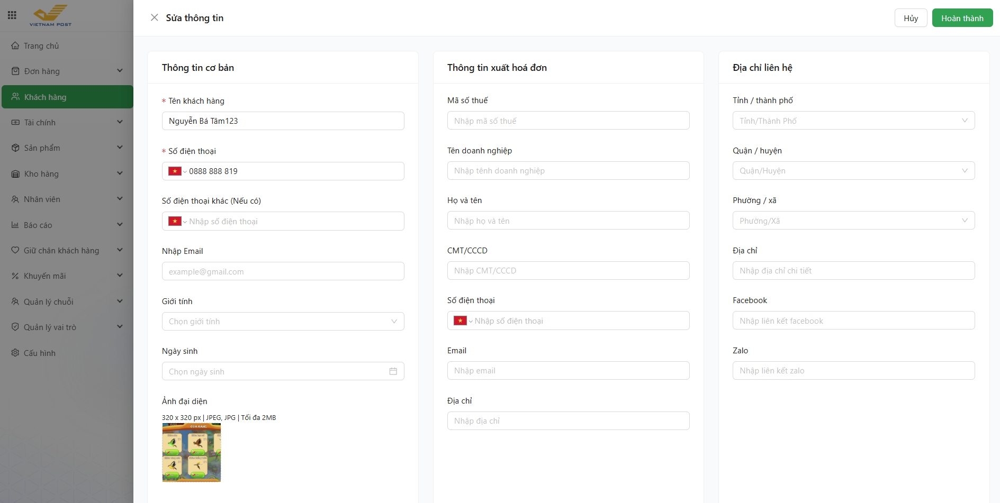 VIETNAM POST
Trang chủ
Đơn hàng
Khách hàng
Tài chính
Sản phẩm
Kho hàng
Nhân viên
Báo cáo
Giữ chân khách hàng
Khuyến mãi
Quản lý chuỗi
Quản lý vai trò
Cấu hình
Sửa thông tin
Hủy
Hoàn thành
Thông tin cơ bản
* Tên khách hàng
Nguyễn Bá Tâm123
* Số điện thoại
0888 888 819
Số điện thoại khác (Nếu có)
Nhập số điện thoại
Nhập Email
example@gmail.com
Giới tính
Chọn giới tính
Ngày sinh
Chọn ngày sinh
Ảnh đại diện
320 x 320 px | JPEG, JPG | Tối đa 2MB
CỬA HÀNG
Thông tin xuất hoá đơn
Mã số thuế
Nhập mã số thuế
Tên doanh nghiệp
Nhập tênh doanh nghiệp
Họ và tên
Nhập họ và tên
CMT/CCCD
Nhập CMT/CCCD
Số điện thoại
Nhập số điện thoại
Email
Nhập email
Địa chỉ
Nhập địa chỉ
Địa chỉ liên hệ
Tỉnh / thành phố
Tỉnh/Thành Phố
Quận / huyện
Quận/Huyện
Phường / xã
Phường/Xã
Địa chỉ
Nhập địa chỉ chi tiết
Facebook
Nhập liên kết facebook
Zalo
Nhập liên kết zalo